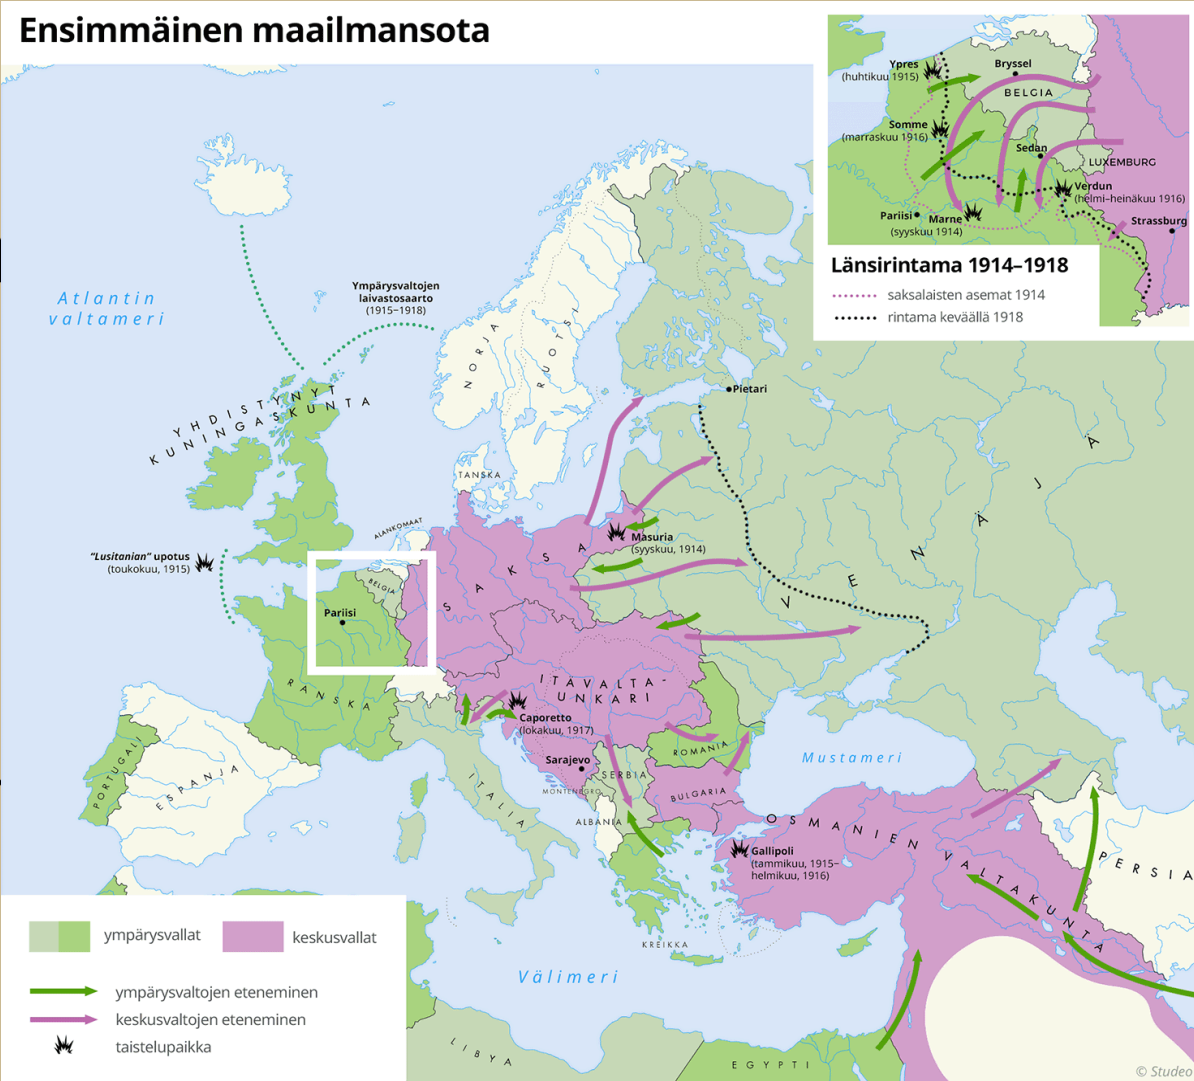 Ensimmäinen maailmansota
Ypres
(huhtikuu 1915)
Bryssel
BELGIA
Somme
(marraskuu 1916)
Sedan
LUXEMBURG
Verdun
(helmi–heinäkuu 1916)
Pariisi
Marne
(syyskuu 1914)
Strassburg
Länsirintama 1914–1918
saksalaisten asemat 1914
rintama keväällä 1918
Atlantin
valtameri
Ympärysvaltojen
laivastosaarto
(1915–1918)
NORJA
RUOTSI
Pietari
YHDISTYNYT
KUNINGASKUNTA
TANSKA
ALANKOMAAT
VENÄJÄ
"Lusitanian" upotus
(toukokuu, 1915)
Masuria
(syyskuu, 1914)
SAKSA
BELGIA
Pariisi
RANSKA
ITÄVALTA-
UNKARI
Caporetto
(lokakuu, 1917)
Sarajevo
SERBIA
ROMANIA
MONTENEGRO
BULGARIA
ALBANIA
Mustameri
PORTUGALI
ESPANJA
ITALIA
OSMANIEN VALTAKUNTA
Gallipoli
(tammikuu, 1915–
helmikuu, 1916)
PERSIA
KREIKKA
Välimeri
LIBYA
EGYPTI
ympärysvallat
keskusvallat
ympärysvaltojen eteneminen
keskusvaltojen eteneminen
taistelupaikka
© Studeo